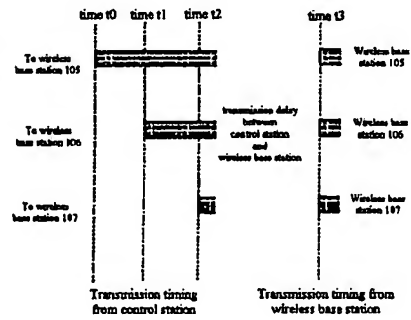 time t0 time t1 time t2 time t3
To wireless
base station 105
Wireless base
station 105
To wireless
base station 106
transmission delay
between
control station
and
wireless base station
Wireless base
station 106
To wireless
base station 107
Wireless base
station 107
Transmission timing
from control station
Transmission timing from
wireless base station